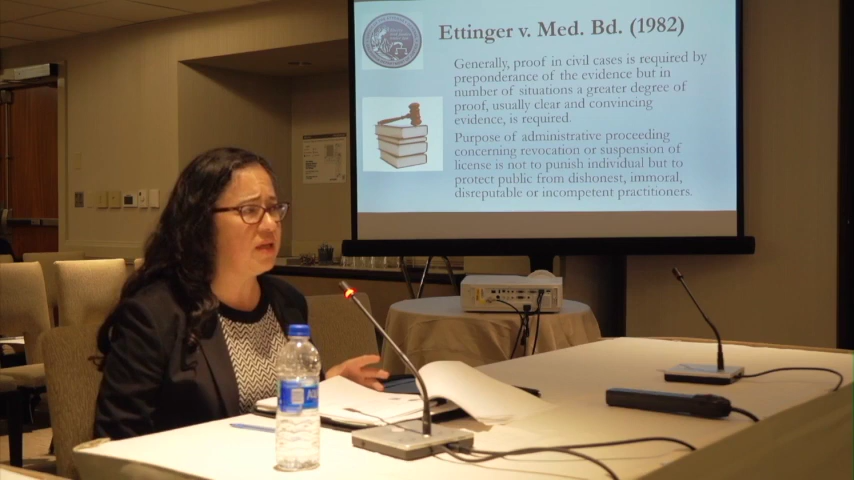 Ettinger v. Med. Bd. (1982)
Generally, proof in civil cases is required by
preponderance of the evidence but in
number of situations a greater degree of
proof, usually clear and convincing
evidence, is required.
Purpose of administrative proceeding
concerning revocation or suspension of
license is not to punish individual but to
protect public from dishonest, immoral,
disreputable or incompetent practitioners.